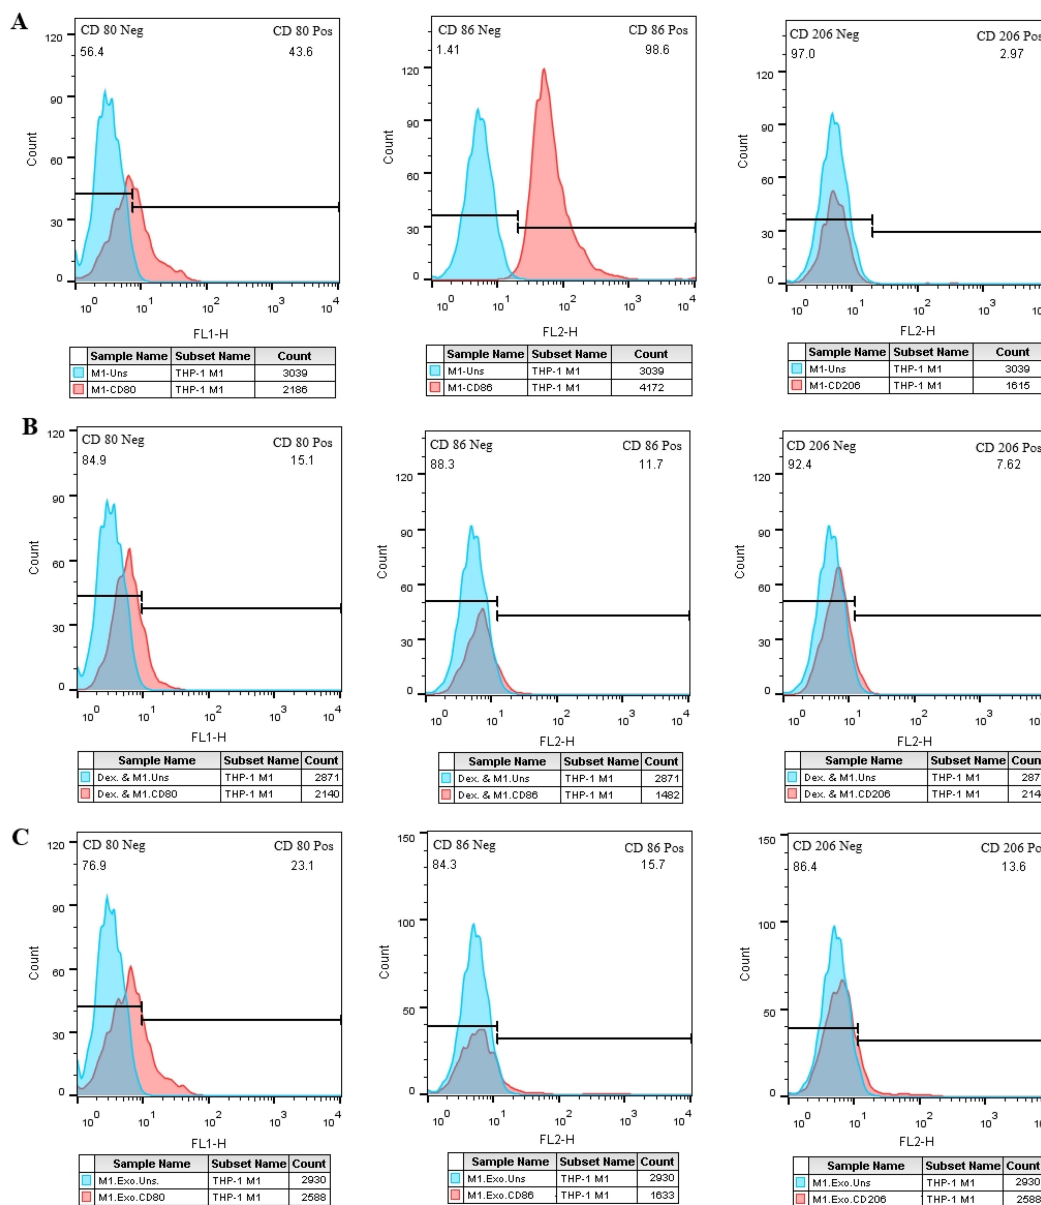 A
CD 80 Neg CD 80 Pos
56.4 43.6
120
90
60
30
0
Count
10^0 10^1 10^2 10^3 10^4
FL1-H
Sample Name Subset Name Count
M1-Uns THP-1 M1 3039
M1-CD80 THP-1 M1 2186
CD 86 Neg CD 86 Pos
1.41 98.6
120
90
60
30
0
Count
10^0 10^1 10^2 10^3 10^4
FL2-H
Sample Name Subset Name Count
M1-Uns THP-1 M1 3039
M1-CD86 THP-1 M1 4172
CD 206 Neg CD 206 Pos
97.0 2.97
120
90
60
30
0
Count
10^0 10^1 10^2 10^3
FL2-H
Sample Name Subset Name Count
M1-Uns THP-1 M1 3039
M1-CD206 THP-1 M1 1615
B
CD 80 Neg CD 80 Pos
84.9 15.1
120
90
60
30
0
Count
10^0 10^1 10^2 10^3 10^4
FL1-H
Sample Name Subset Name Count
Dex. & M1.Uns THP-1 M1 2871
Dex. & M1.CD80 THP-1 M1 2140
CD 86 Neg CD 86 Pos
88.3 11.7
120
90
60
30
0
Count
10^0 10^1 10^2 10^3 10^4
FL2-H
Sample Name Subset Name Count
Dex. & M1.Uns THP-1 M1 2871
Dex. & M1.CD86 THP-1 M1 1482
CD 206 Neg CD 206 Pos
92.4 7.62
120
90
60
30
0
Count
10^0 10^1 10^2 10^3
FL2-H
Sample Name Subset Name Count
Dex. & M1.Uns THP-1 M1 287
Dex. & M1.CD206 THP-1 M1 214
C
CD 80 Neg CD 80 Pos
76.9 23.1
120
90
60
30
0
Count
10^0 10^1 10^2 10^3 10^4
FL1-H
Sample Name Subset Name Count
M1.Exo.Uns. THP-1 M1 2930
M1.Exo.CD80 THP-1 M1 2588
CD 86 Neg CD 86 Pos
84.3 15.7
150
100
50
0
Count
10^0 10^1 10^2 10^3 10^4
FL2-H
Sample Name Subset Name Count
M1.Exo.Uns THP-1 M1 2930
M1.Exo.CD86 THP-1 M1 1633
CD 206 Neg CD 206 Pos
86.4 13.6
150
100
50
0
Count
10^0 10^1 10^2 10^3
FL2-H
Sample Name Subset Name Count
M1.Exo.Uns THP-1 M1 2930
M1.Exo.CD206 THP-1 M1 2588